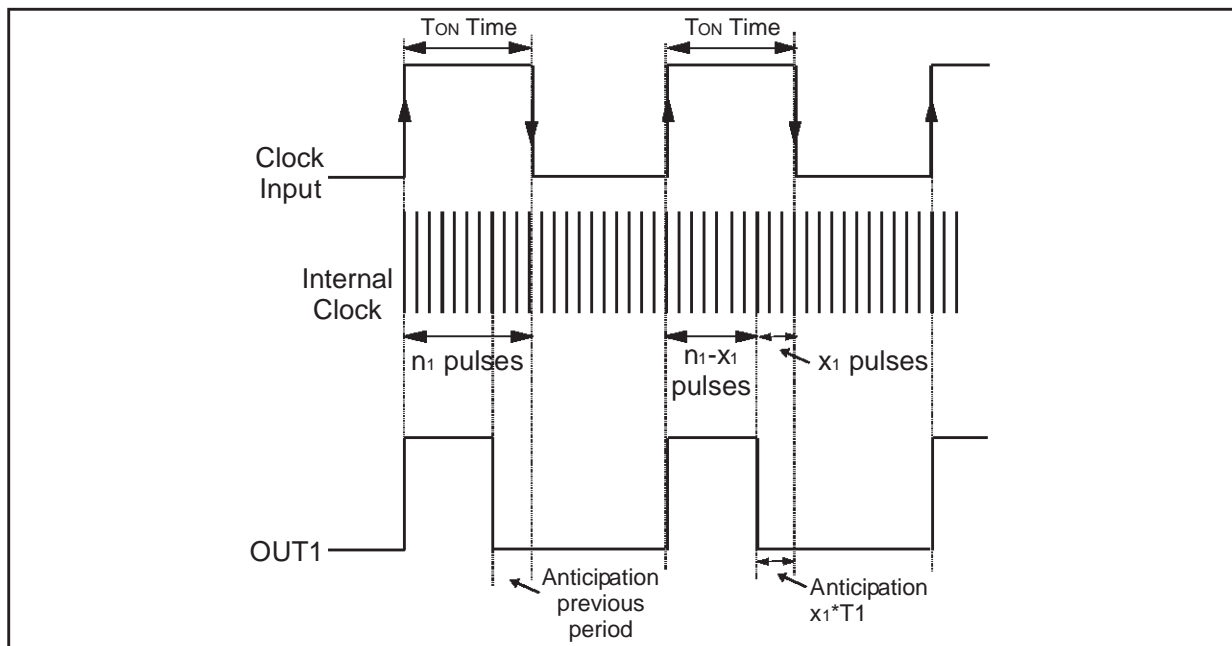 TON Time
TON Time
Clock
Input
Internal
Clock
n1 pulses
n1-x1
pulses
x1 pulses
OUT1
Anticipation
previous
period
Anticipation
x1*T1